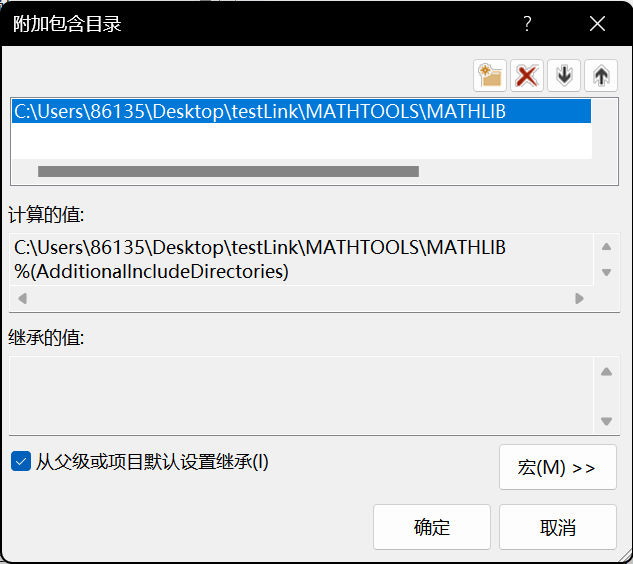 附加包含目录
?
C:\Users\86135\Desktop\testLink\MATHTOOLS\MATHLIB
计算的值:
C:\Users\86135\Desktop\testLink\MATHTOOLS\MATHLIB
%(AdditionalIncludeDirectories)
继承的值:
从父级或项目默认设置继承(I)
宏(M) >>
确定
取消